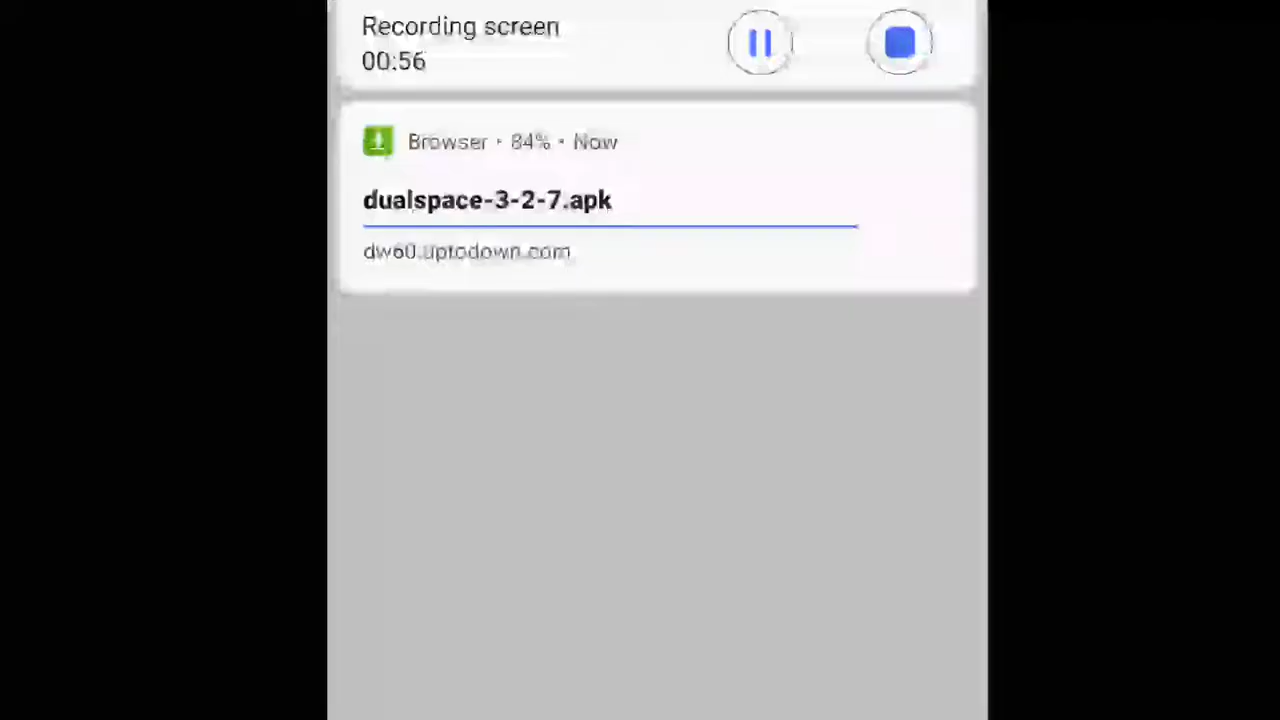 Recording screen
00:56
Browser • 84% • Now
dualspace-3-2-7.apk
dw60.uptodown.com